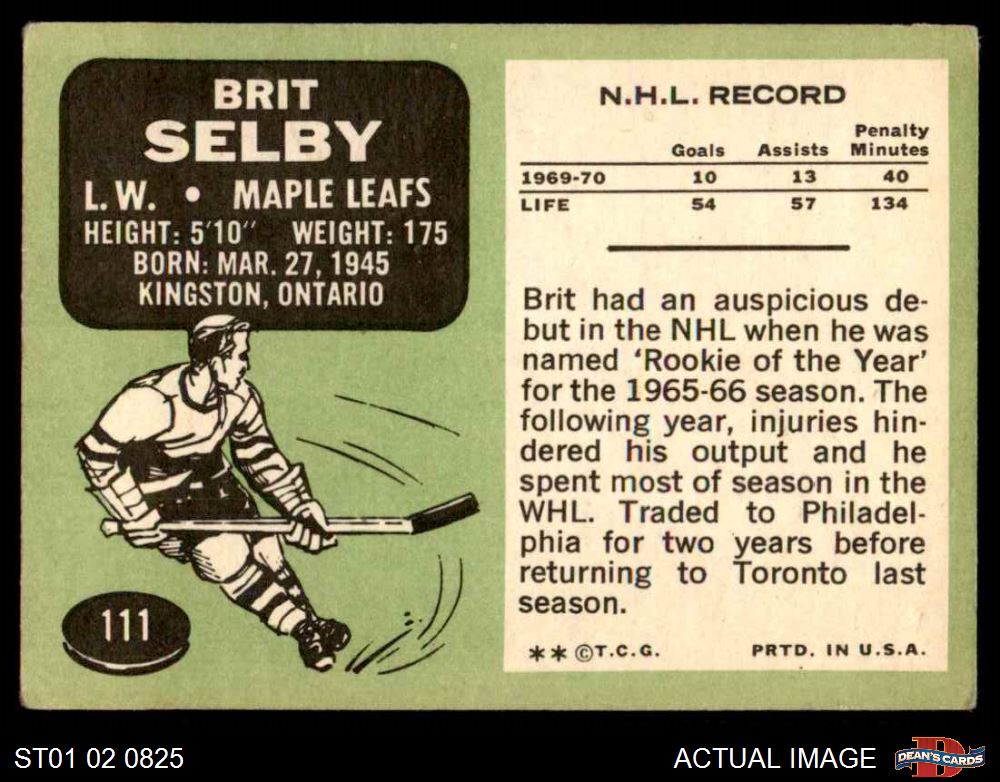 BRIT
SELBY
L.W. • MAPLE LEAFS
HEIGHT: 5'10" WEIGHT: 175
BORN: MAR. 27, 1945
KINGSTON, ONTARIO
111
N.H.L. RECORD
Goals Assists Penalty Minutes
1969-70 10 13 40
LIFE 54 57 134
Brit had an auspicious de-
but in the NHL when he was
named ‘Rookie of the Year’
for the 1965-66 season. The
following year, injuries hin-
dered his output and he
spent most of season in the
WHL. Traded to Philadel-
phia for two years before
returning to Toronto last
season.
**©T.C.G. PRTD. IN U.S.A.
ST01 02 0825
ACTUAL IMAGE
D
DEAN'S CARDS